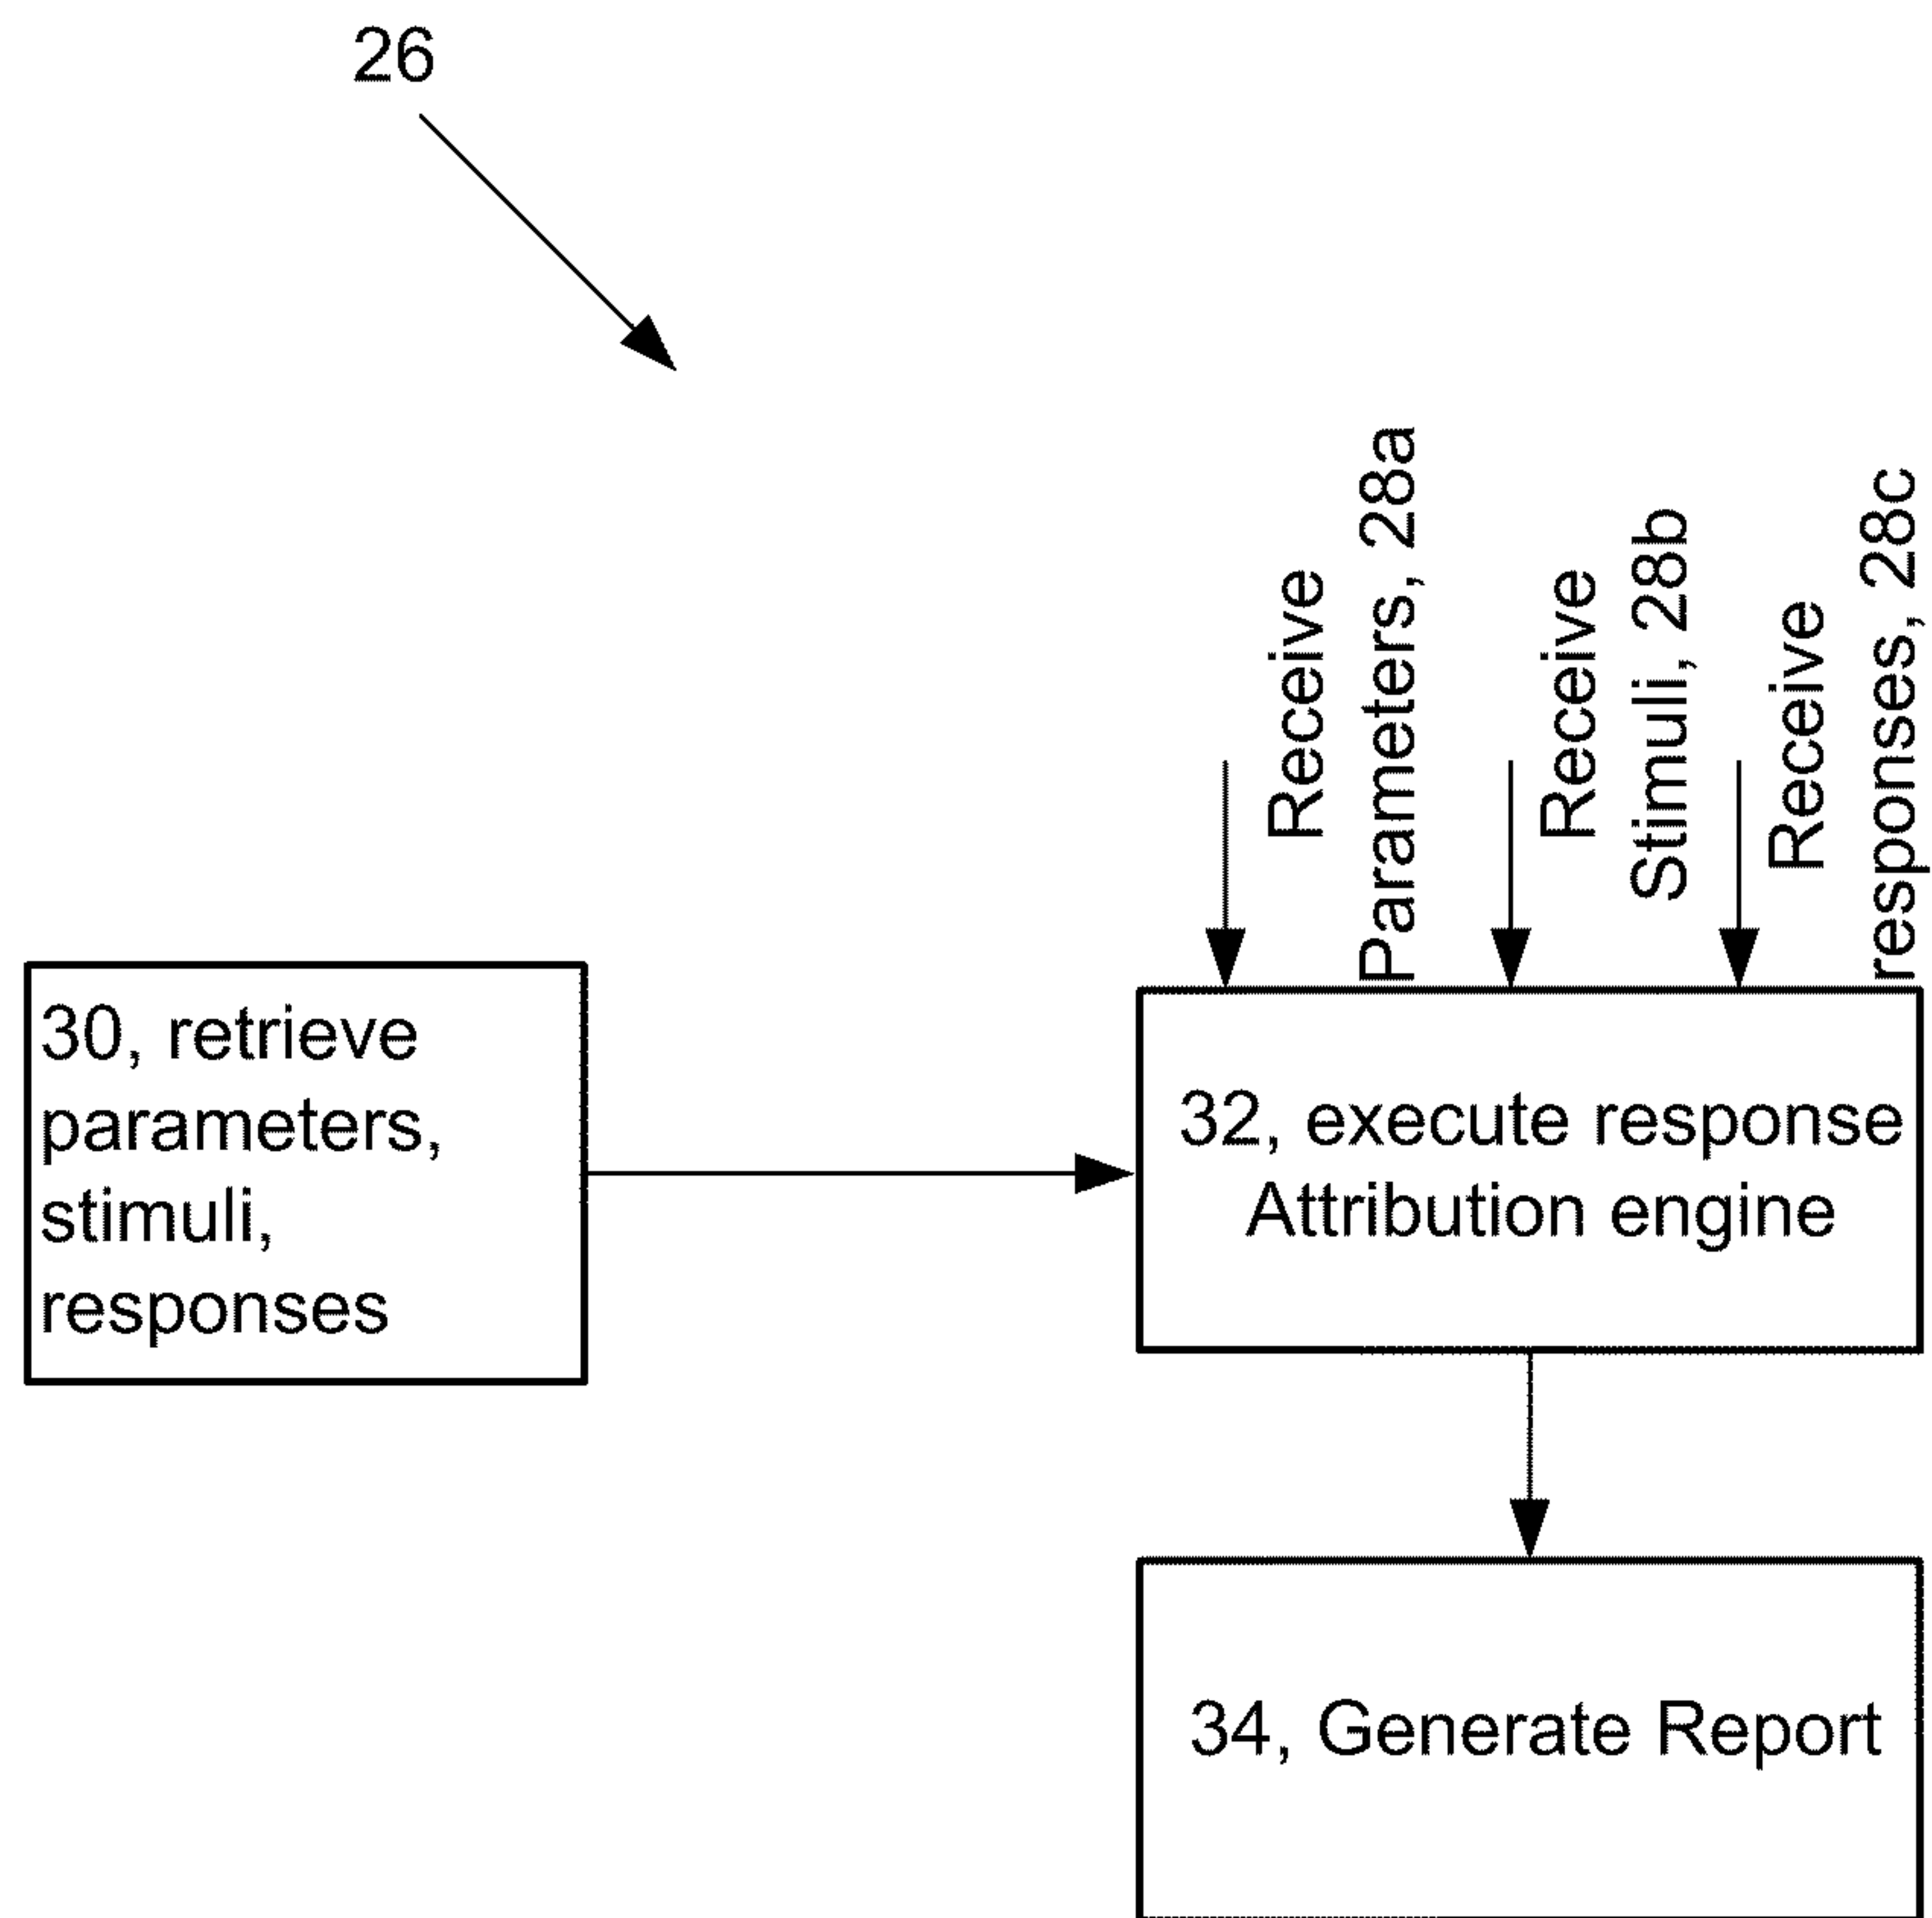 26
Receive
Parameters, 28a
Receive
Stimuli, 28b
Receive
responses, 28c
30, retrieve
parameters,
stimuli,
responses
32, execute response
Attribution engine
34, Generate Report